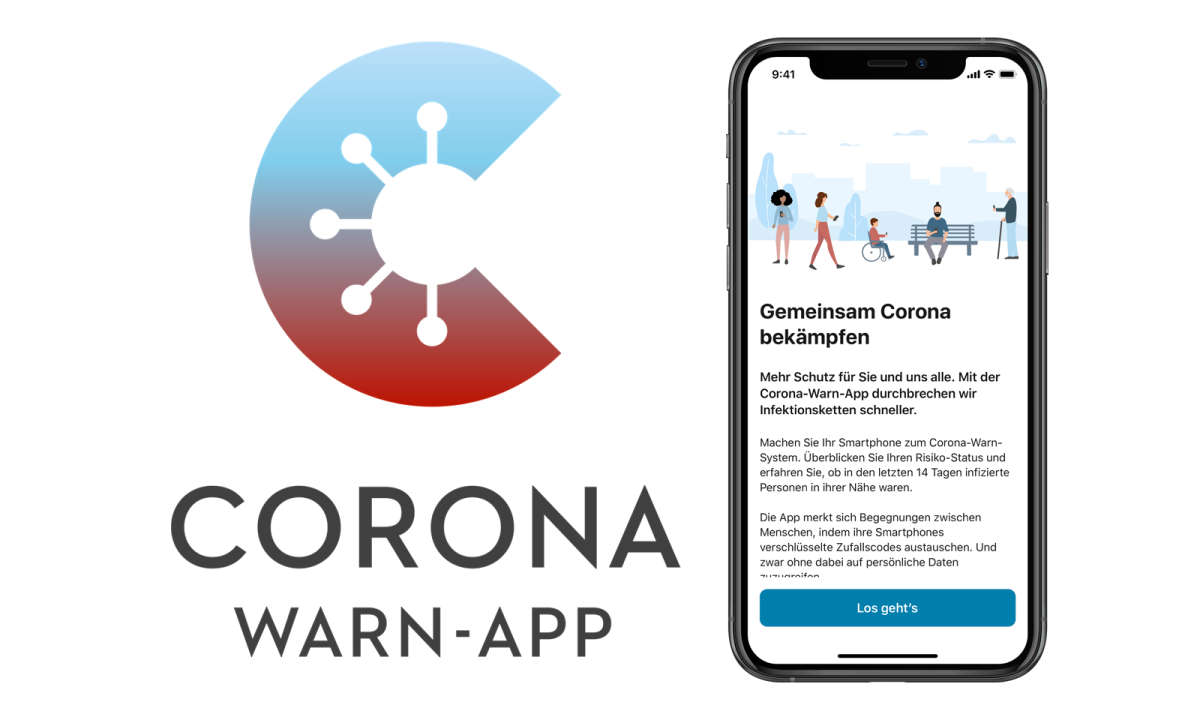 CORONA
WARN-APP
9:41
Gemeinsam Corona
bekämpfen
Mehr Schutz für Sie und uns alle. Mit der
Corona-Warn-App durchbrechen wir
Infektionsketten schneller.
Machen Sie Ihr Smartphone zum Corona-Warn-
System. Überblicken Sie Ihren Risiko-Status und
erfahren Sie, ob in den letzten 14 Tagen infizierte
Personen in ihrer Nähe waren.
Die App merkt sich Begegnungen zwischen
Menschen, indem ihre Smartphones
verschlüsselte Zufallscodes austauschen. Und
zwar ohne dabei auf persönliche Daten
zuzugreifen
Los geht's